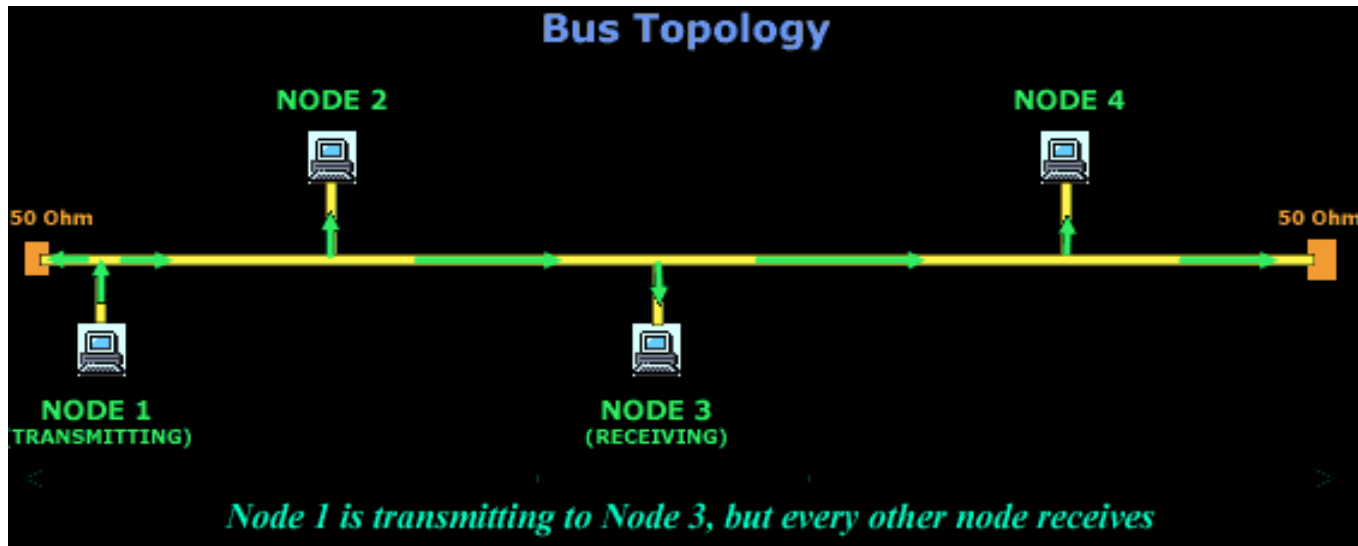 Bus Topology
NODE 2
NODE 4
50 Ohm
50 Ohm
NODE 1
(TRANSMITTING)
NODE 3
(RECEIVING)
Node 1 is transmitting to Node 3, but every other node receives